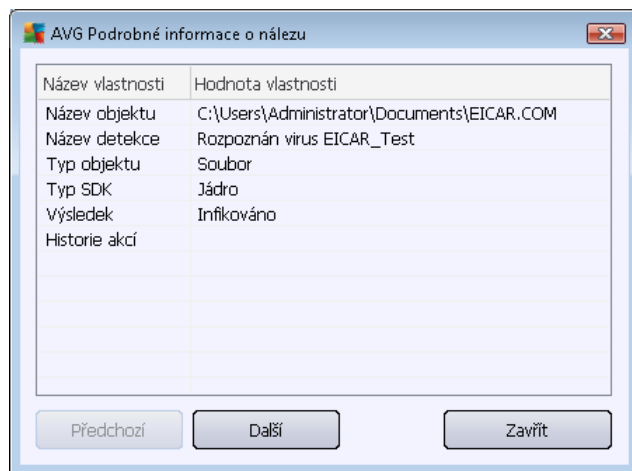 AVG Podrobné informace o nálezu
Název vlastnosti Hodnota vlastnosti
Název objektu C:\Users\Administrator\Documents\EICAR.COM
Název detekce Rozpoznán virus EICAR_Test
Typ objektu Soubor
Typ SDK Jádro
Výsledek Infikováno
Historie akcí
Předchozí Další Zavřít